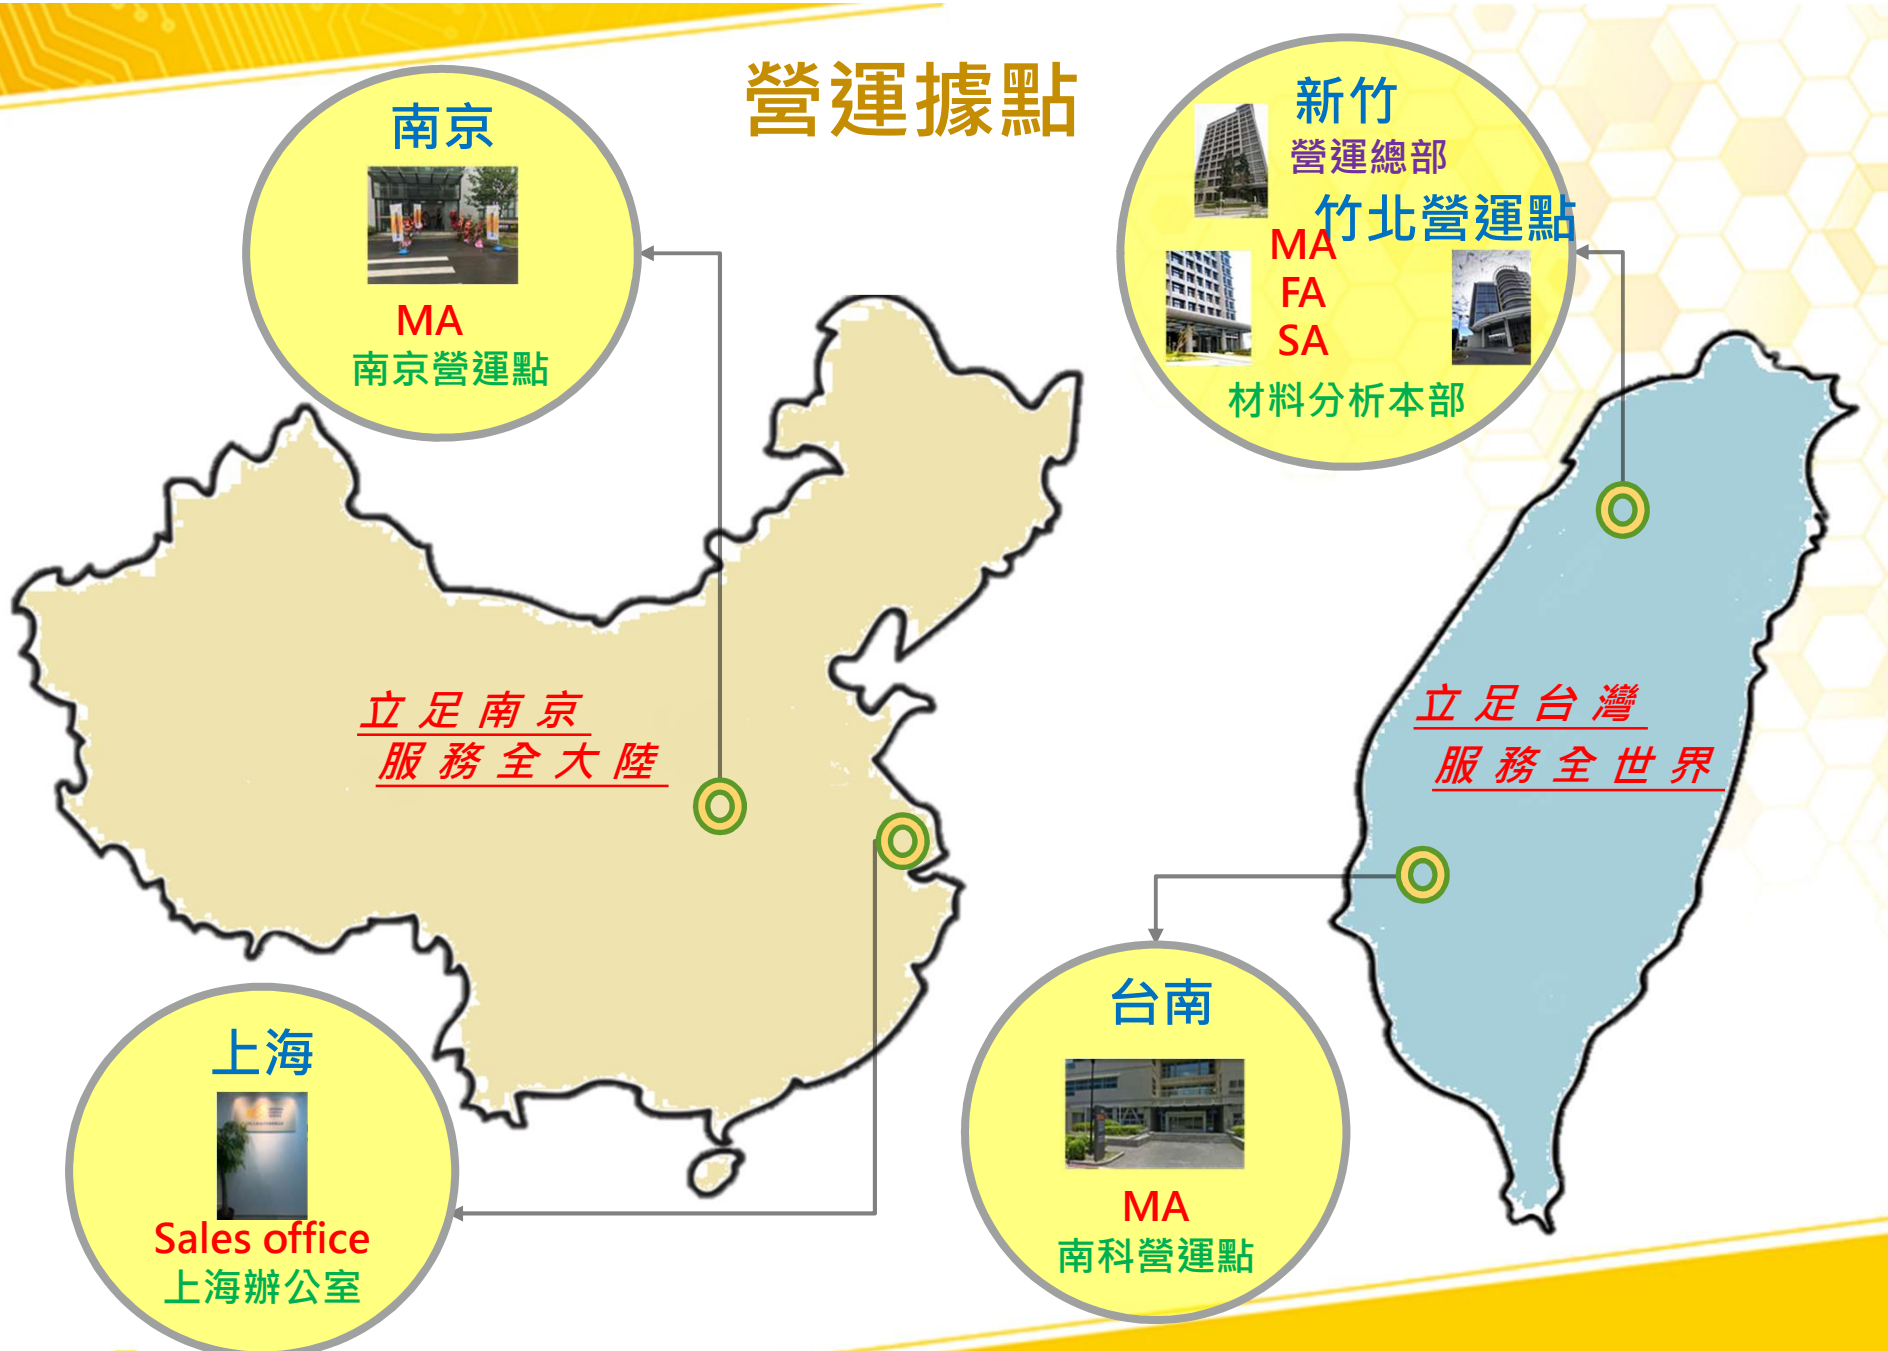 營運據點
南京
MA
南京營運點
新竹
營運總部
竹北營運點
MA
FA
SA
材料分析本部
立足南京
服務全大陸
立足台灣
服務全世界
上海
Sales office
上海辦公室
台南
MA
南科營運點